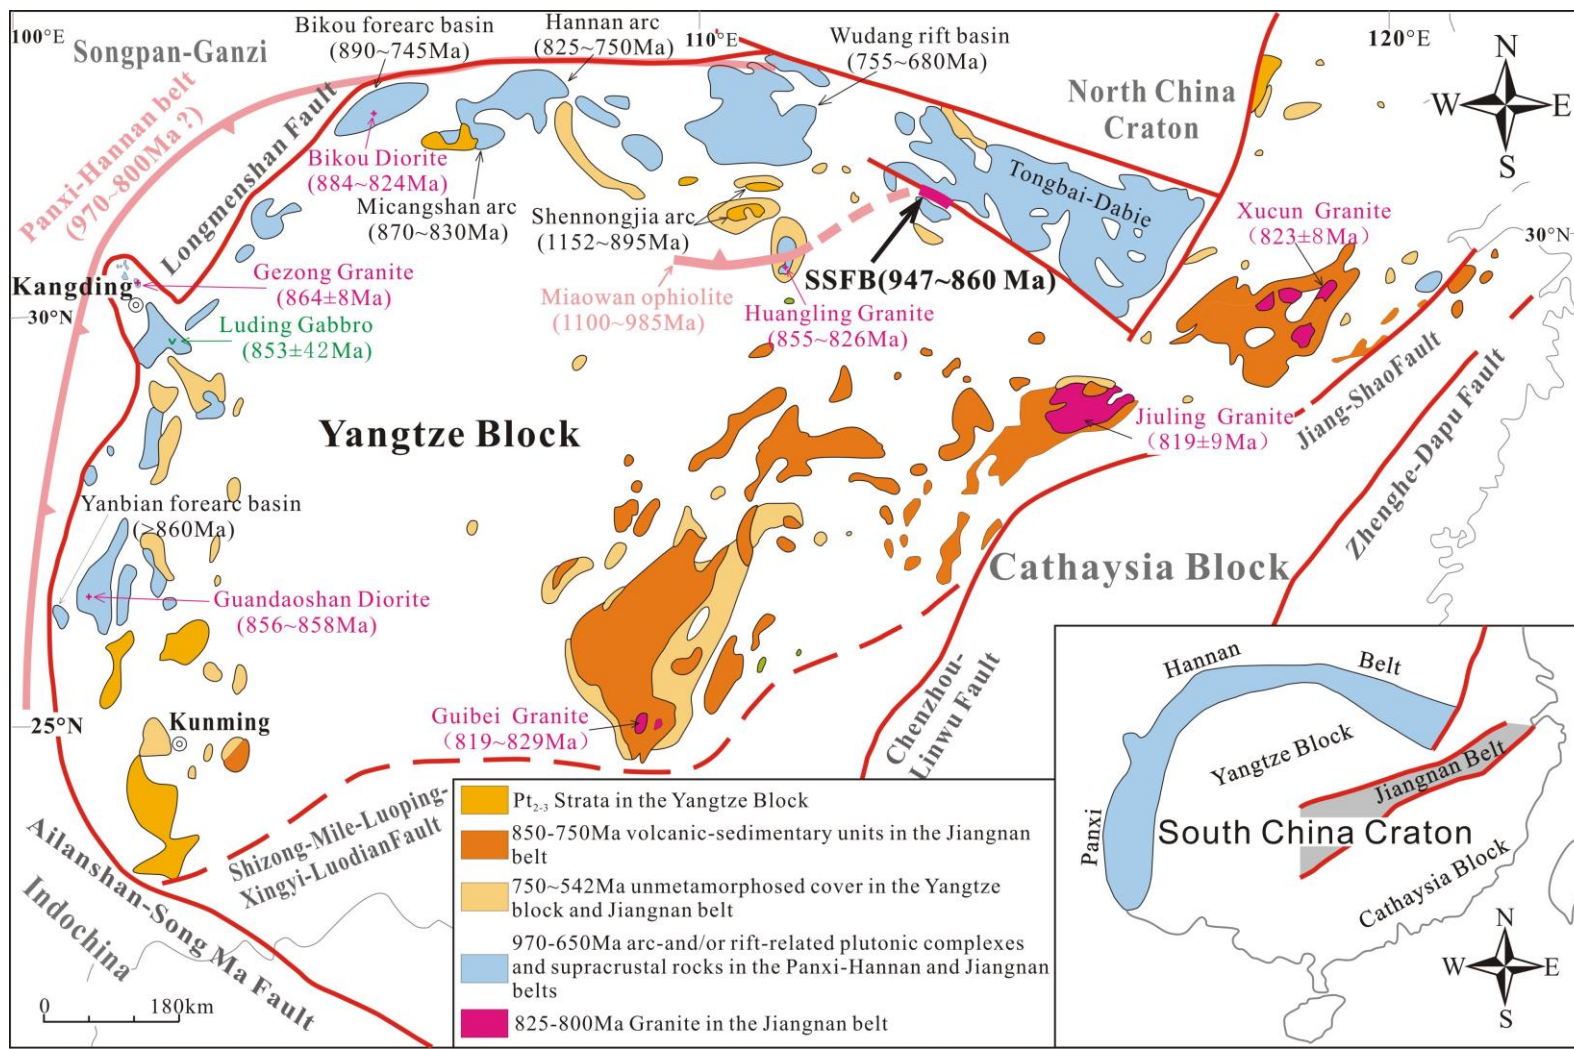 100°E
Songpan-Ganzi
Bikou forearc basin
(890~745Ma)
Hannan arc
(825~750Ma)
110°E
Wudang rift basin
(755~680Ma)
120°E
N
W
E
S
North China
Craton
Panxi-Hannan belt
(970~800Ma ?)
Longmenshan Fault
Bikou Diorite
(884~824Ma)
Micangshan arc
(870~830Ma)
Shennongjia arc
(1152~895Ma)
Tongbai-Dabie
Xucun Granite
(823±8Ma)
30°N
Kangding
30°N
Gezong Granite
(864±8Ma)
Luding Gabbro
(853±42Ma)
Miaowan ophiolite
(1100~985Ma)
SSFB(947~860 Ma)
Huangling Granite
(855~826Ma)
Jiang-ShaoFault
Zhenghe-Dapu Fault
Jiuling Granite
(819±9Ma)
Yangtze Block
Yanbian forearc basin
(>860Ma)
Cathaysia Block
Guandaoshan Diorite
(856~858Ma)
25°N
Kunming
Guibei Granite
(819~829Ma)
Chenzhou-
Linwu Fault
Shizong-Mile-Luoping-
Xingyi-LuodianFault
Ailanshan-Song Ma Fault
Indochina
0
180km
Pt2-3 Strata in the Yangtze Block
850-750Ma volcanic-sedimentary units in the Jiangnan
belt
750~542Ma unmetamorphosed cover in the Yangtze
block and Jiangnan belt
970-650Ma arc-and/or rift-related plutonic complexes
and supracrustal rocks in the Panxi-Hannan and Jiangnan
belts
825-800Ma Granite in the Jiangnan belt
Hannan
Belt
Panxi
Yangtze Block
Jiangnan Belt
South China Craton
Cathaysia Block
N
W
E
S